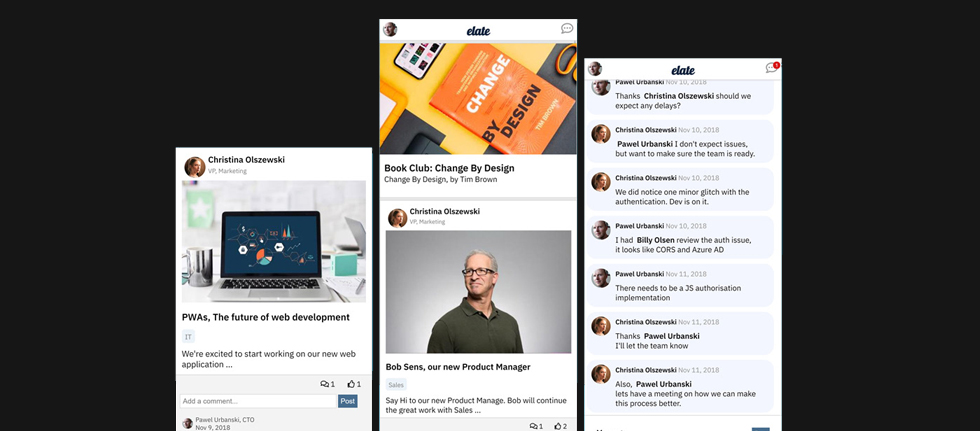 Christina Olszewski
VP, Marketing
PWAs, The future of web development
IT
We're excited to start working on our new web
application ...
1 1
Add a comment...
Post
Pawel Urbanski, CTO
Nov 9, 2018
elate
CHANGE
BY
DESIGN
TIM BROWN
Book Club: Change By Design
Change By Design, by Tim Brown
Christina Olszewski
VP, Marketing
Bob Sens, our new Product Manager
Sales
Say Hi to our new Product Manage. Bob will continue
the great work with Sales ...
1 2
elate
Pawel Urbanski Nov 10, 2018
Thanks Christina Olszewski should we
expect any delays?
Christina Olszewski Nov 10, 2018
Pawel Urbanski I don't expect issues,
but want to make sure the team is ready.
Christina Olszewski Nov 10, 2018
We did notice one minor glitch with the
authentication. Dev is on it.
Pawel Urbanski Nov 10, 2018
I had Billy Olsen review the auth issue,
it looks like CORS and Azure AD
Pawel Urbanski Nov 11, 2018
There needs to be a JS authorisation
implementation
Christina Olszewski Nov 11, 2018
Thanks Pawel Urbanski
I'll let the team know
Christina Olszewski Nov 11, 2018
Also, Pawel Urbanski
lets have a meeting on how we can make
this process better.